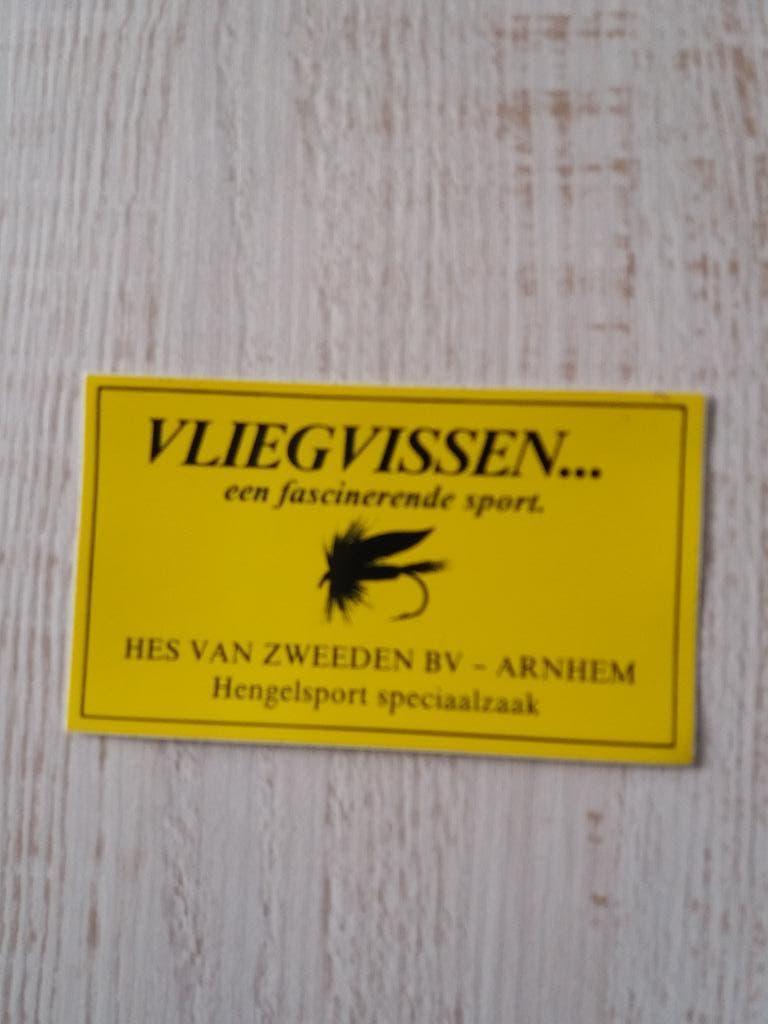 VLIEGVISSEN...
een fascinerende sport.
HES VAN ZWEEDEN BV - ARNHEM
Hengelsport speciaalzaak